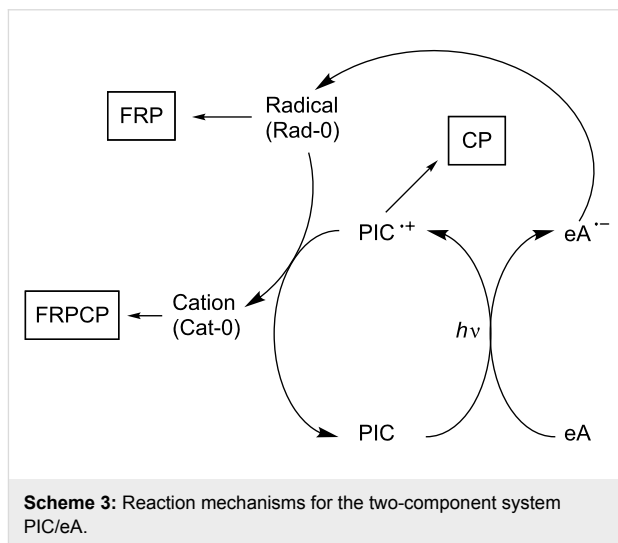 Radical
(Rad-0)
FRP
CP
PIC•+
eA•−
Cation
(Cat-0)
FRPCP
hν
PIC
eA
Scheme 3: Reaction mechanisms for the two-component system
PIC/eA.